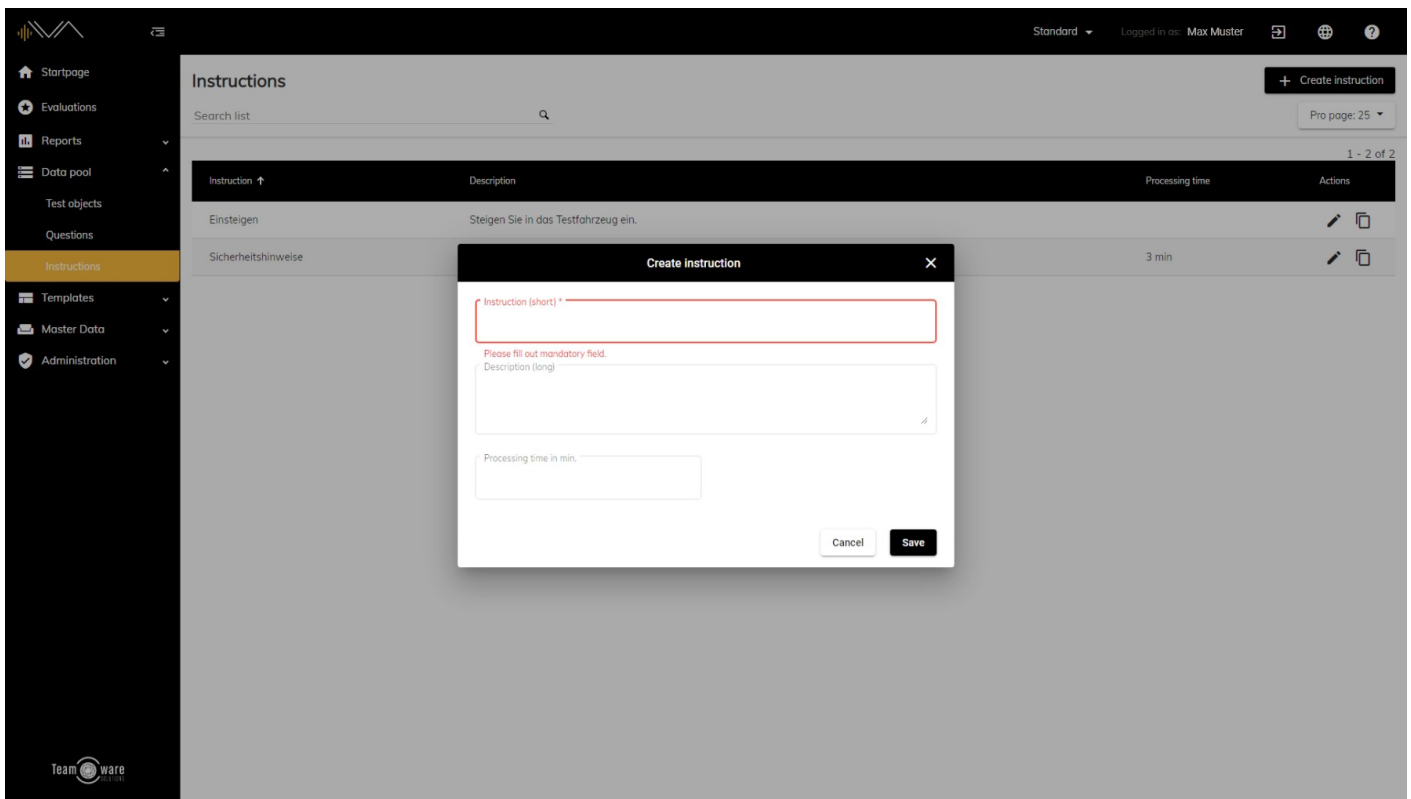 Standard Logged in as: Max Muster
Startpage
Evaluations
Reports
Data pool
Test objects
Questions
Instructions
Templates
Master Data
Administration
Team ware
SOLUTIONS
Instructions
+ Create instruction
Search list
Pro page: 25
1 - 2 of 2
Instruction Description Processing time Actions
Einsteigen Steigen Sie in das Testfahrzeug ein.
Sicherheitshinweise 3 min
Create instruction
Instruction (short) *
Please fill out mandatory field.
Description (long)
Processing time in min.
Cancel Save